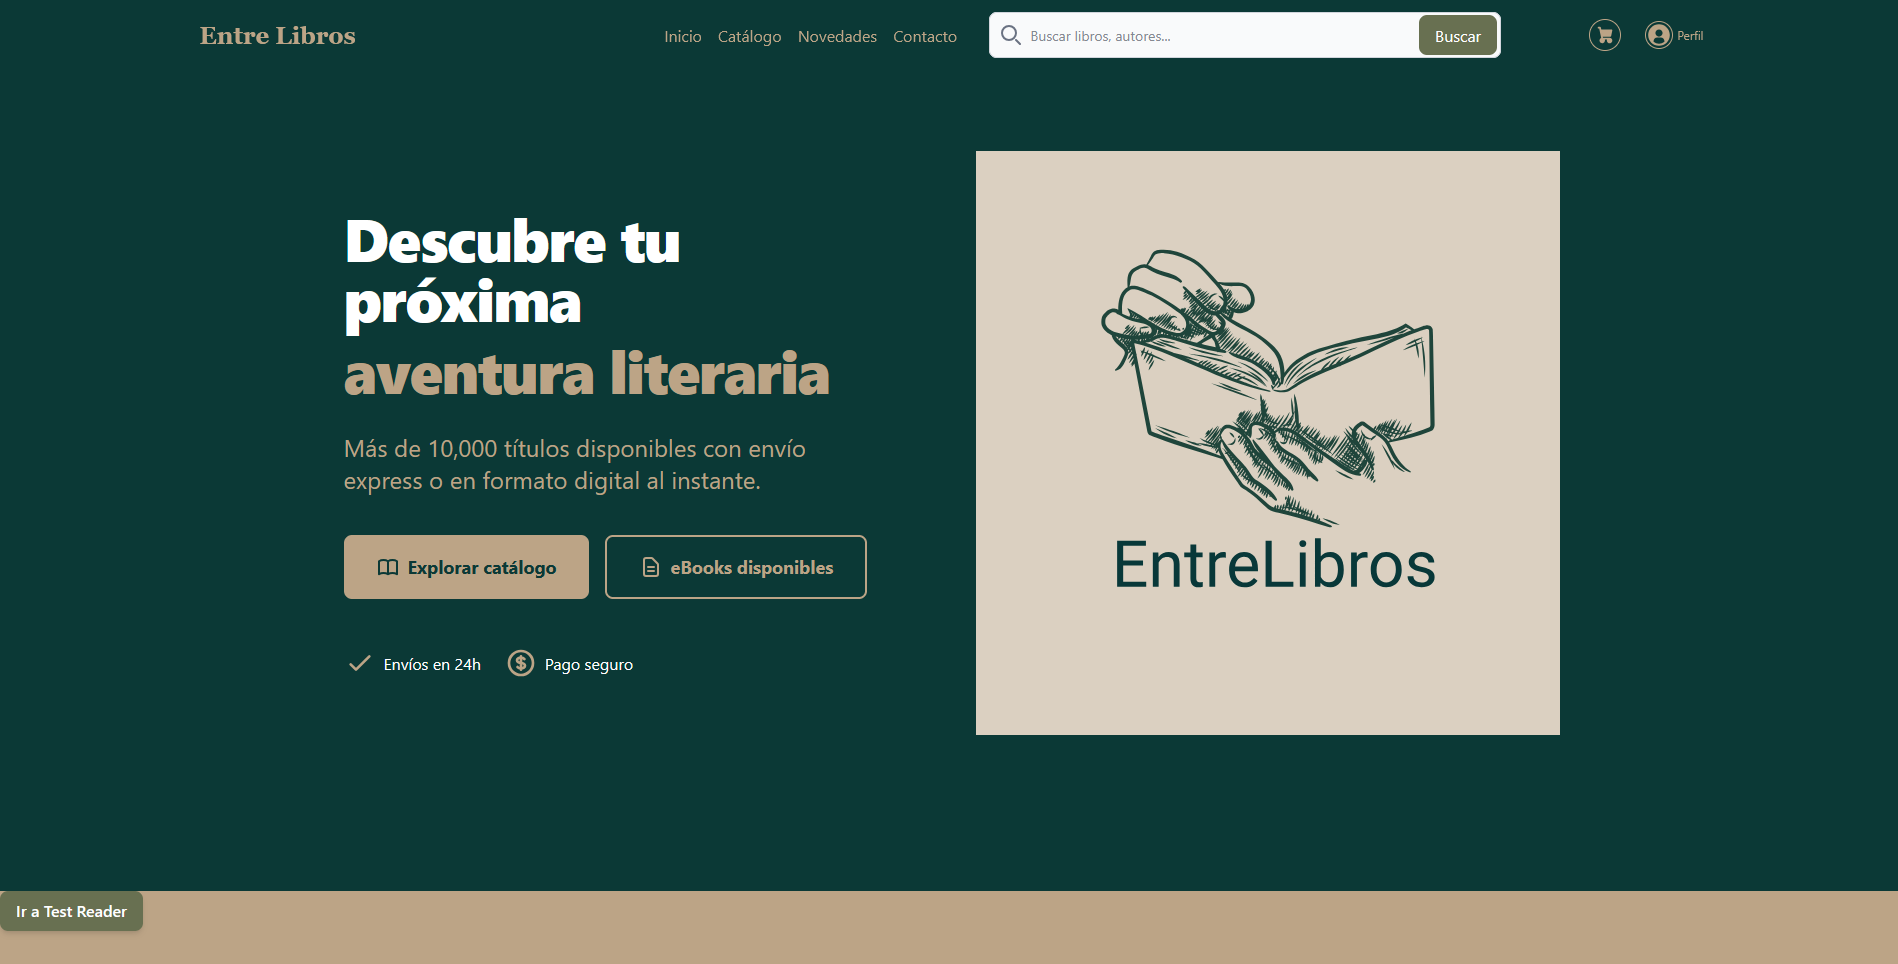 Entre Libros
Inicio
Catálogo
Novedades
Contacto
Buscar libros, autores...
Buscar
Perfil
Descubre tu
próxima
aventura literaria
Más de 10,000 títulos disponibles con envío
express o en formato digital al instante.
Explorar catálogo
eBooks disponibles
Envíos en 24h
Pago seguro
EntreLibros
Ir a Test Reader